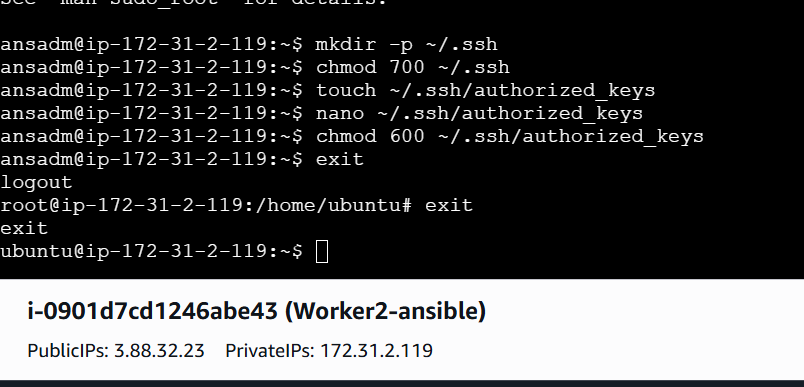 See "man sudo_root" for details.
ansadm@ip-172-31-2-119:~$ mkdir -p ~/.ssh
ansadm@ip-172-31-2-119:~$ chmod 700 ~/.ssh
ansadm@ip-172-31-2-119:~$ touch ~/.ssh/authorized_keys
ansadm@ip-172-31-2-119:~$ nano ~/.ssh/authorized_keys
ansadm@ip-172-31-2-119:~$ chmod 600 ~/.ssh/authorized_keys
ansadm@ip-172-31-2-119:~$ exit
logout
root@ip-172-31-2-119:/home/ubuntu# exit
exit
ubuntu@ip-172-31-2-119:~$
i-0901d7cd1246abe43 (Worker2-ansible)
PublicIPs: 3.88.32.23 PrivateIPs: 172.31.2.119